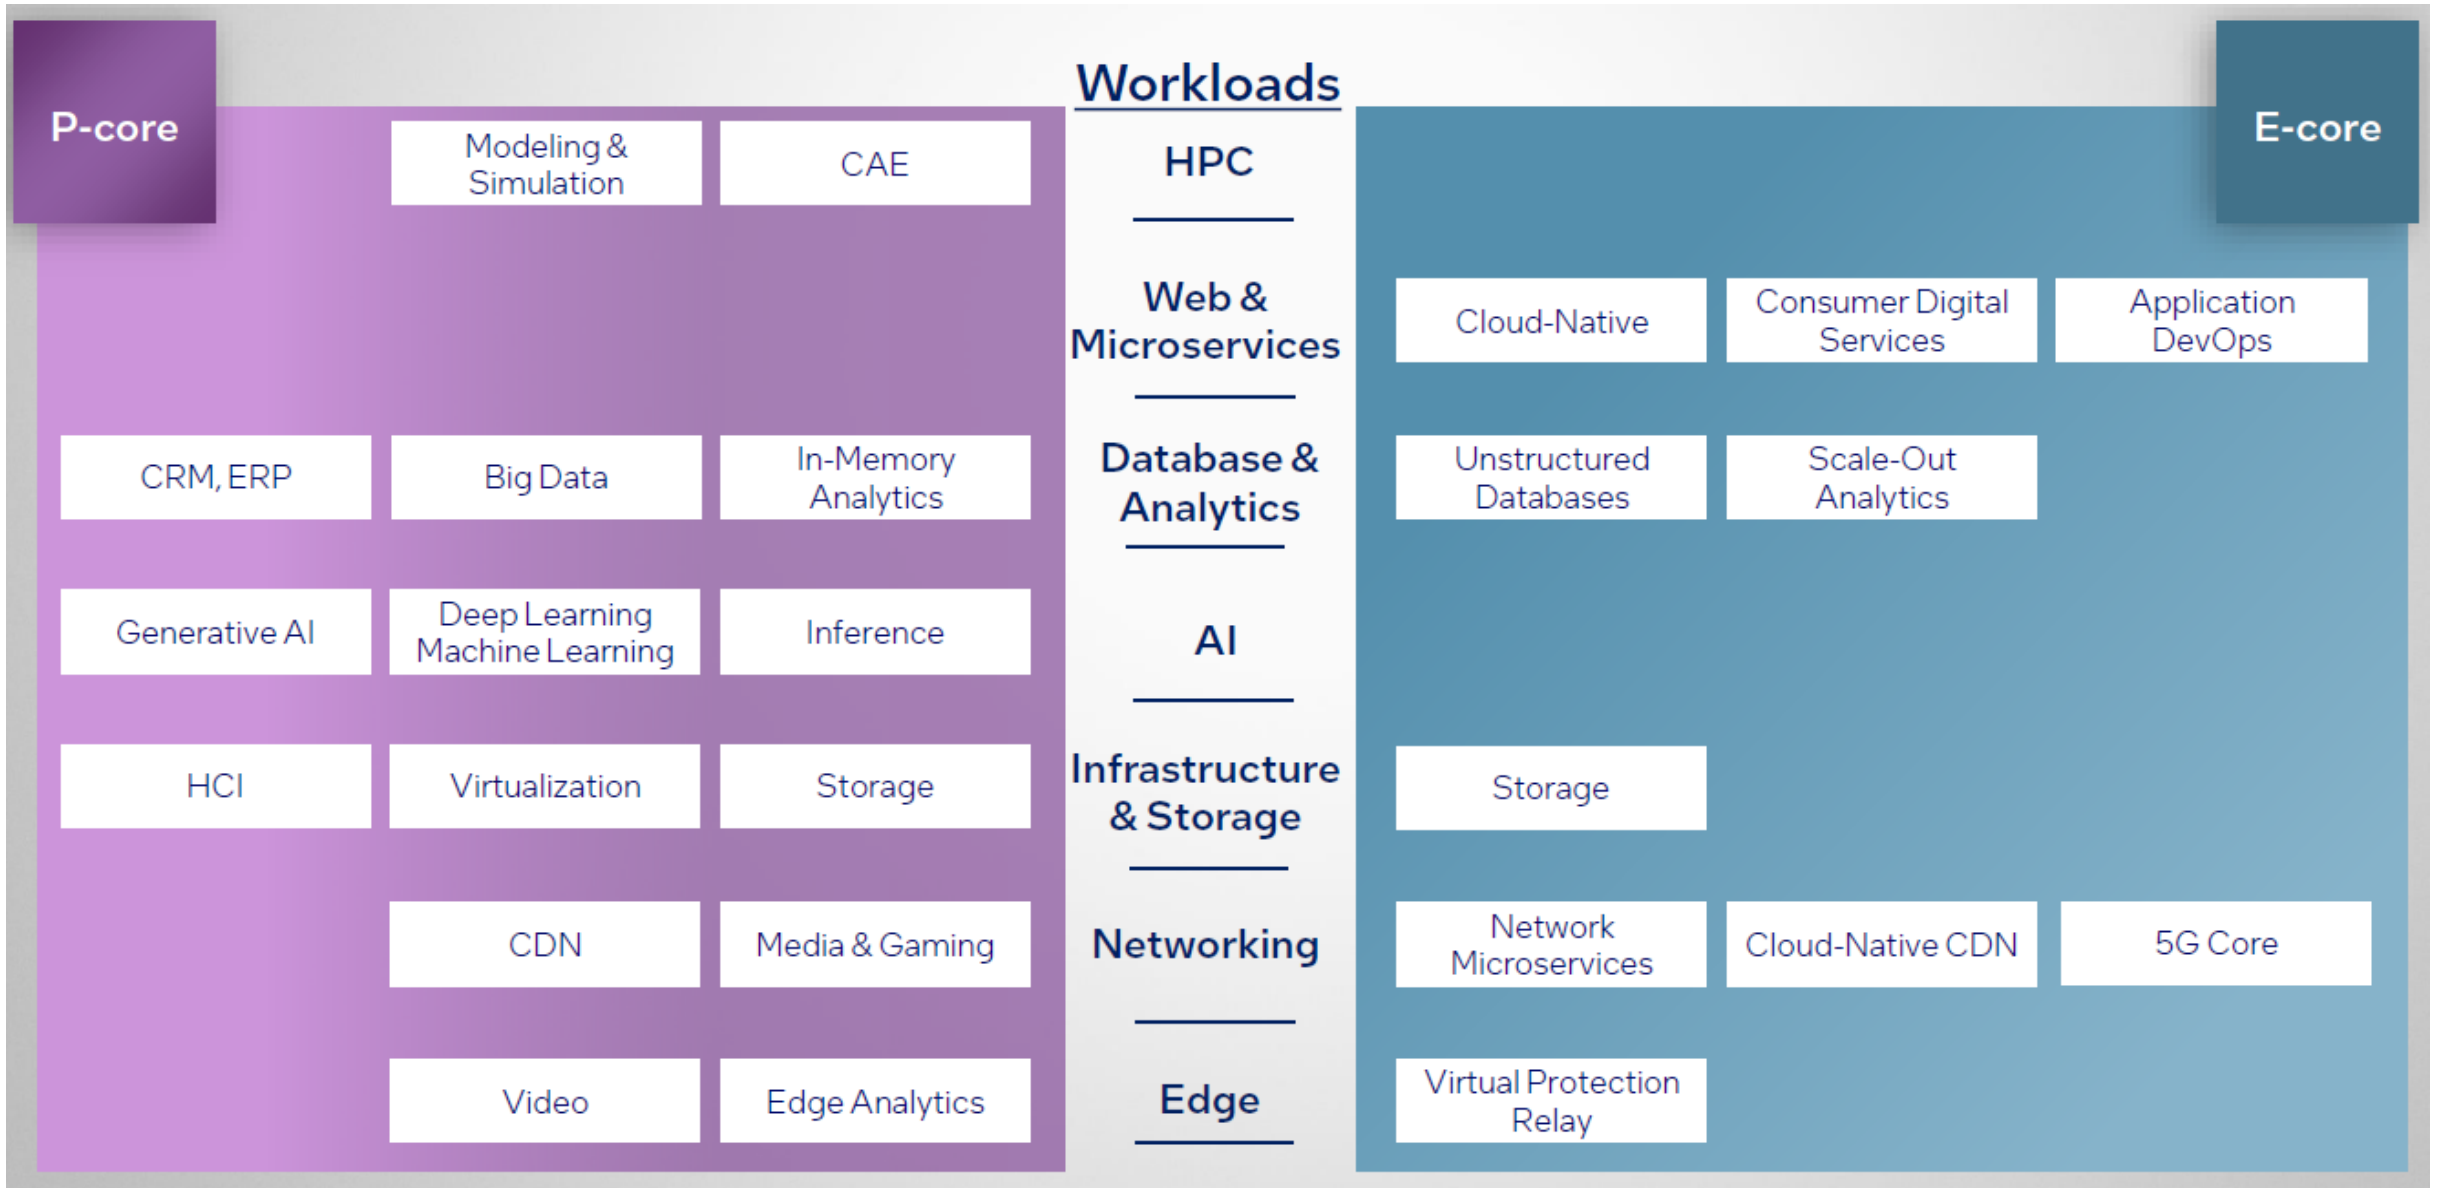 Workloads
P-core
E-core
Modeling &
Simulation
CAE
HPC
Web &
Microservices
Cloud-Native
Consumer Digital
Services
Application
DevOps
CRM, ERP
Big Data
In-Memory
Analytics
Database &
Analytics
Unstructured
Databases
Scale-Out
Analytics
Generative AI
Deep Learning
Machine Learning
Inference
AI
HCI
Virtualization
Storage
Infrastructure
& Storage
Storage
CDN
Media & Gaming
Networking
Network
Microservices
Cloud-Native CDN
5G Core
Video
Edge Analytics
Edge
Virtual Protection
Relay